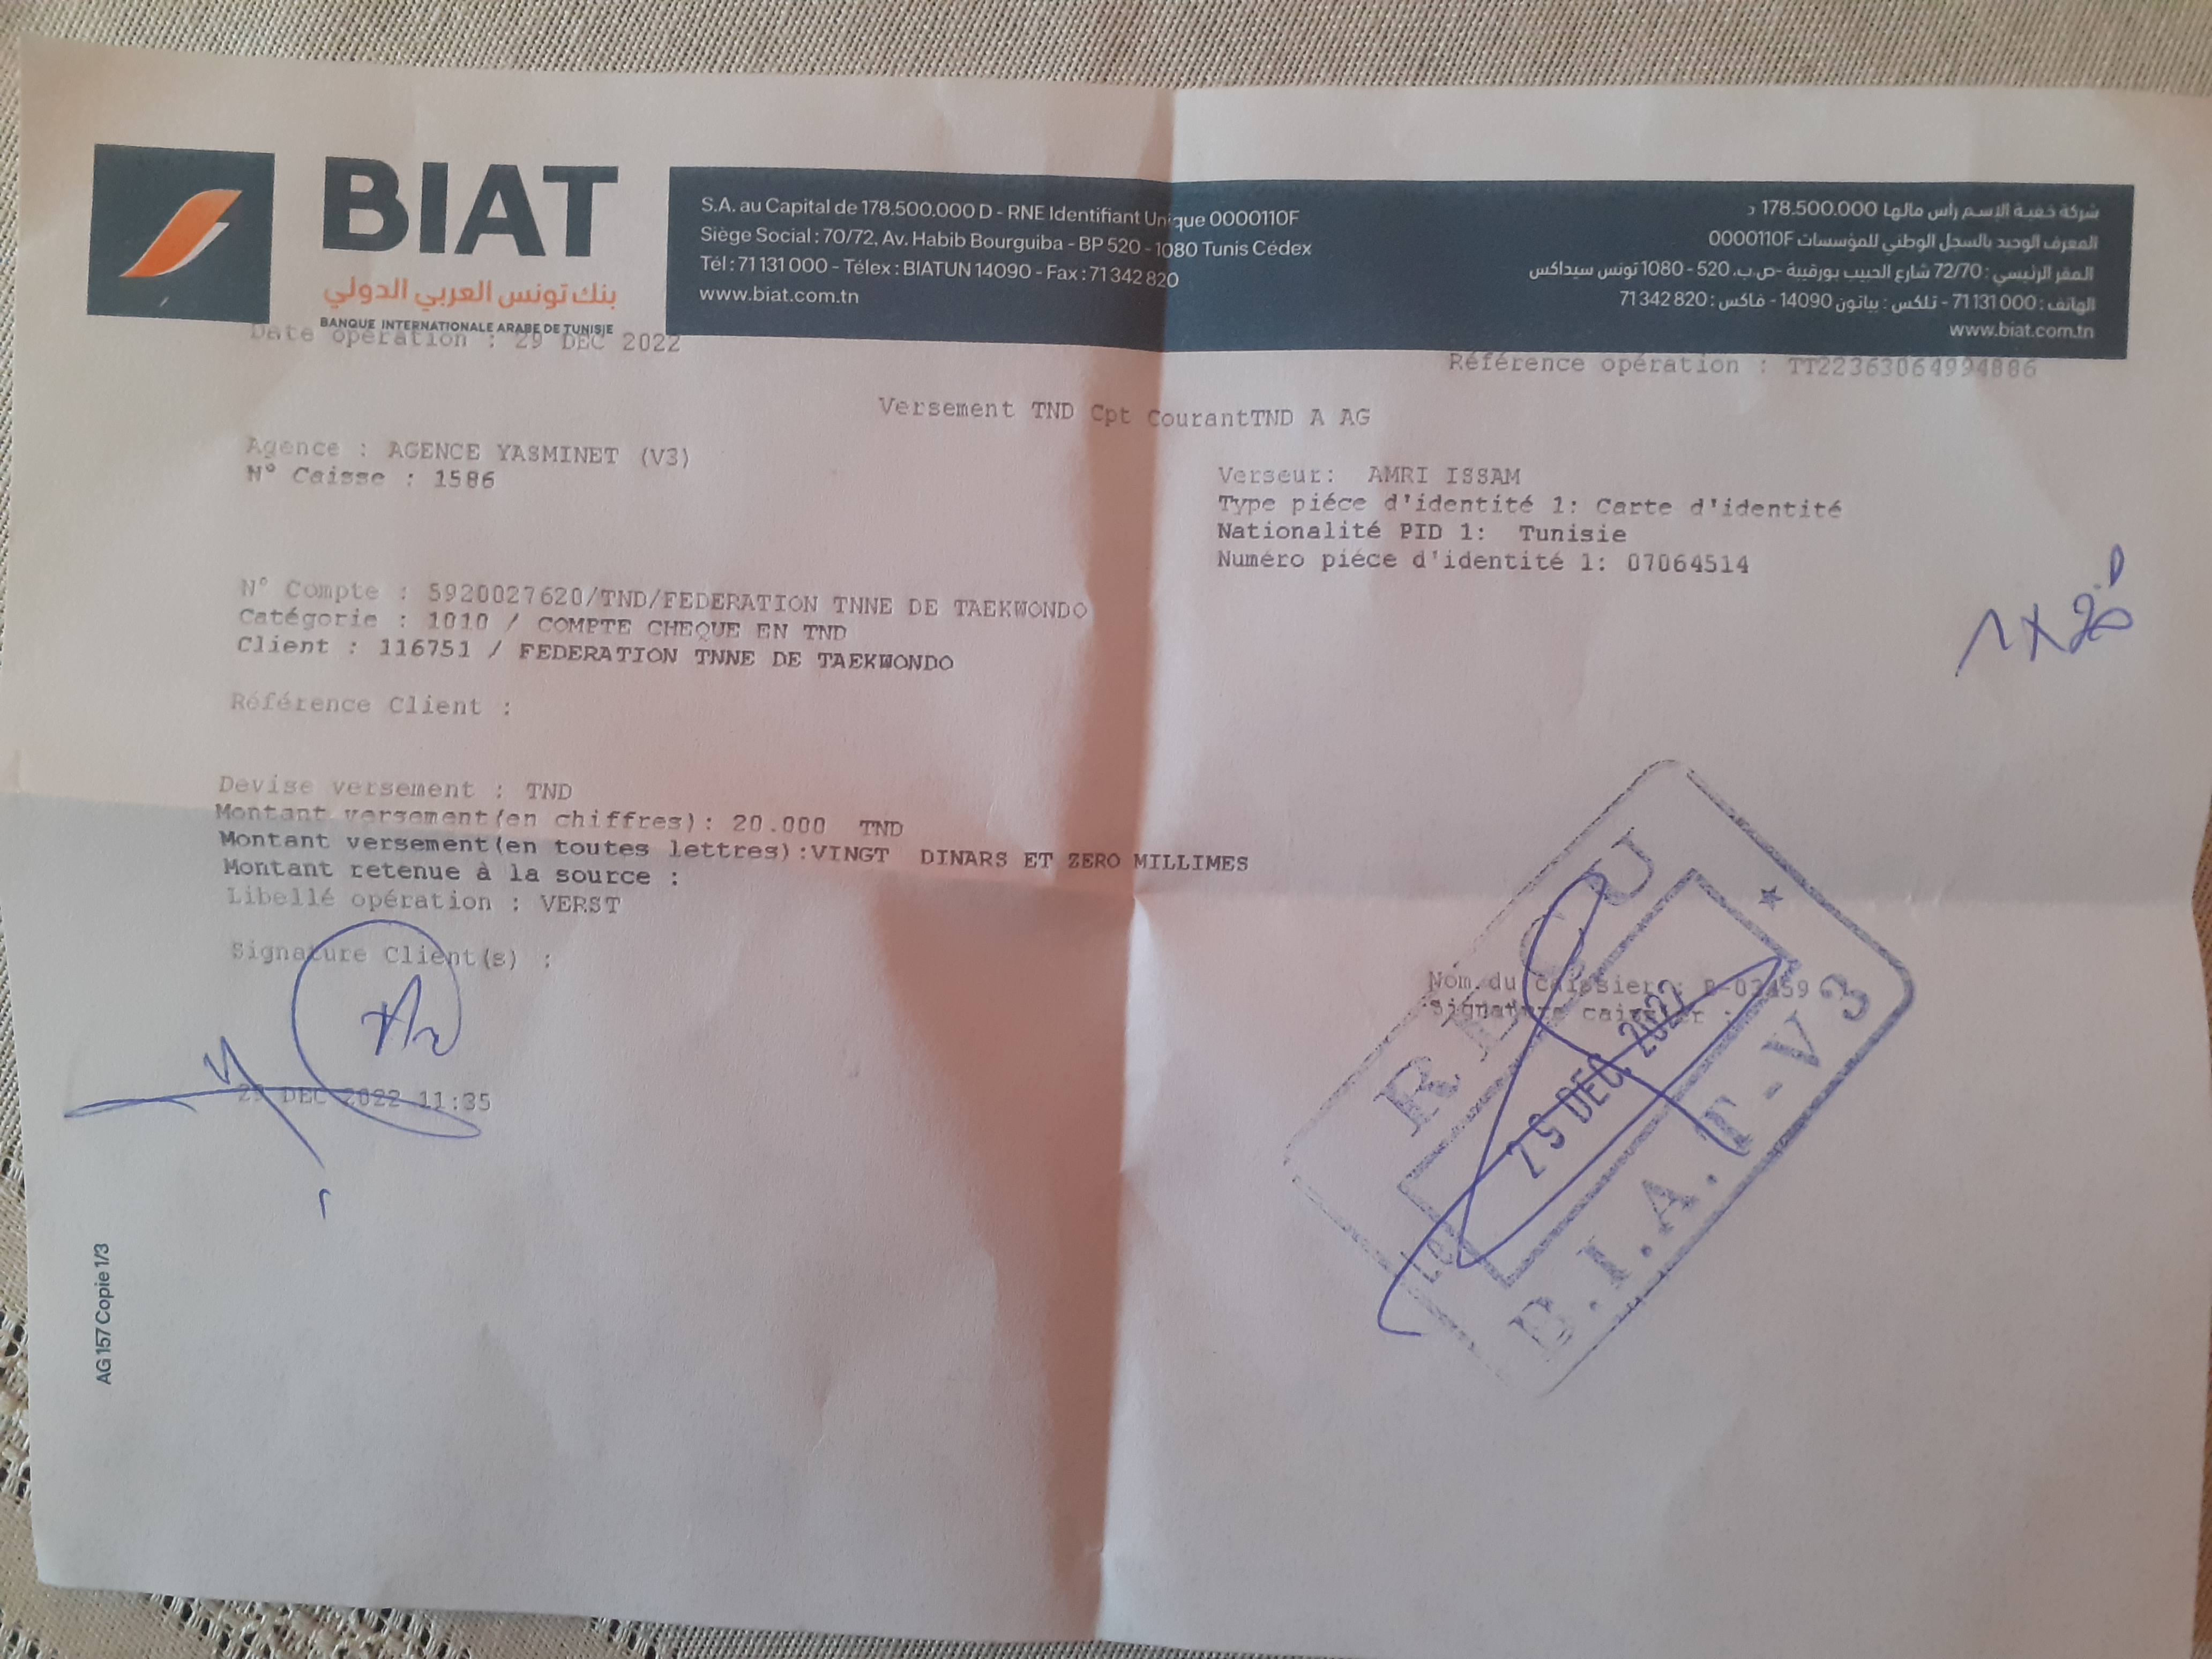 BIAT
بنك تونس العربي الدولي
BANQUE INTERNATIONALE ARABE DE TUNISIE
S.A. au Capital de 178.500.000 D - RNE Identifiant Unique 0000110F
Siège Social : 70/72, Av. Habib Bourguiba - BP 520 - 1080 Tunis Cédex
Tél : 71 131 000 - Télex : BIATUN 14090 - Fax : 71 342 820
www.biat.com.tn
شركة خفية الإسم رأس مالها 178.500.000 د
المعرف الوحيد بالسجل الوطني للمؤسسات 0000110F
المقر الرئيسي : 72/70 شارع الحبيب بورقيبة -ص.ب. 520 - 1080 تونس سيداكس
الهاتف : 71 131 000 - تلكس : بياتون 14090 - فاكس : 71 342 820
www.biat.com.tn
Date opération : 29 DEC 2022
Référence opération : TT22363064994886
Versement TND Cpt CourantTND A AG
Agence : AGENCE YASMINET (V3)
N° Caisse : 1586
Verseur: AMRI ISSAM
Type piéce d'identité 1: Carte d'identité
Nationalité PID 1: Tunisie
Numéro piéce d'identité 1: 07064514
N° Compte : 5920027620/TND/FEDERATION TNNE DE TAEKWONDO
Catégorie : 1010 / COMPTE CHEQUE EN TND
Client : 116751 / FEDERATION TNNE DE TAEKWONDO
1 X 20
Référence Client :
Devise versement : TND
Montant versement(en chiffres): 20.000 TND
Montant versement(en toutes lettres):VINGT DINARS ET ZERO MILLIMES
Montant retenue à la source :
Libellé opération : VERST
Signature Client(s) :
Nom du caissier :
Signature caissier :
29 DEC 2022 11:35
REÇU
29 DEC. 2022
B.I.A.T-V3
AG 157 Copie 1/3